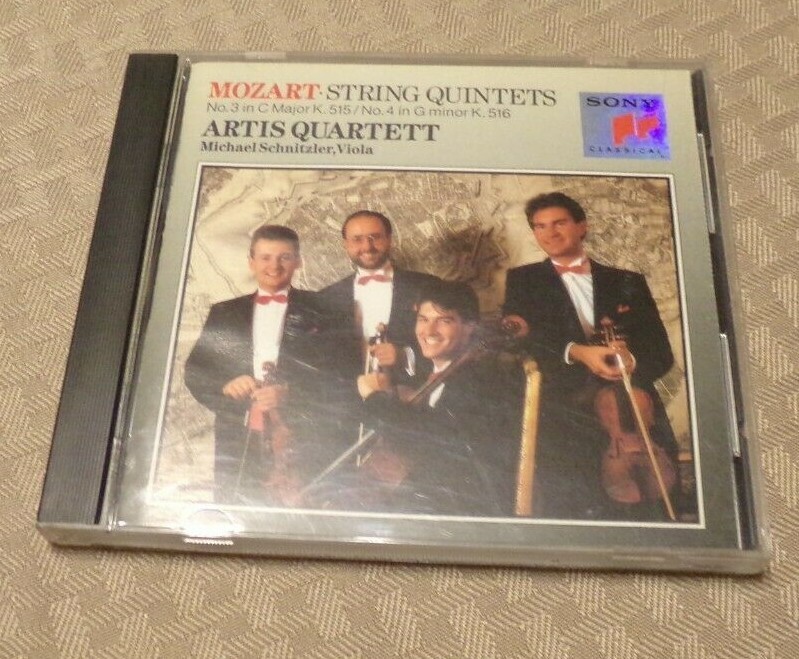 MOZART·STRING QUINTETS
No.3 in C Major K.515/No.4 in G minor K.516
ARTIS QUARTETT
Michael Schnitzler,Viola
SONY
CLASSICAL